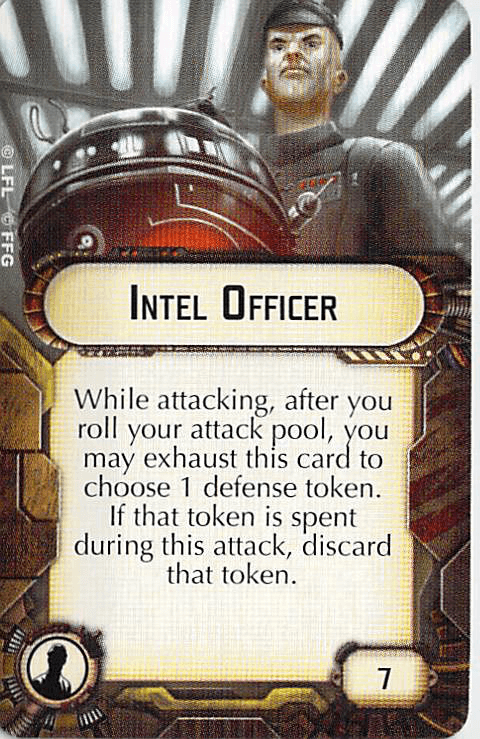 © LFL © FFG
INTEL OFFICER
While attacking, after you
roll your attack pool, you
may exhaust this card to
choose 1 defense token.
If that token is spent
during this attack, discard
that token.
7